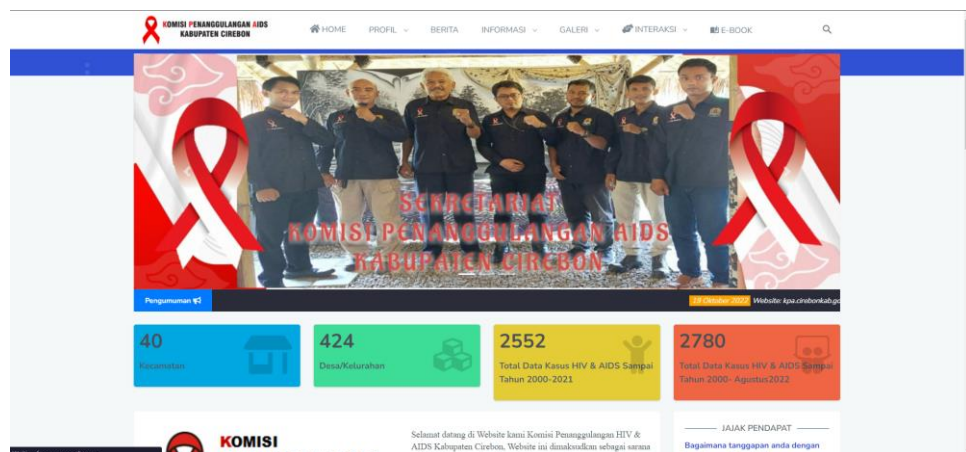 KOMISI PENANGGULANGAN AIDS
KABUPATEN CIREBON
HOME PROFIL BERITA INFORMASI GALERI INTERAKSI E-BOOK
SEKRETARIAT
KOMISI PENANGGULANGAN AIDS
KABUPATEN CIREBON
Pengumuman
19 Oktober 2022 Website: kpa.cirebonkab.go
40
Kecamatan
424
Desa/Kelurahan
2552
Total Data Kasus HIV & AIDS Sampai
Tahun 2000-2021
2780
Total Data Kasus HIV & AIDS Sampai
Tahun 2000- Agustus2022
KOMISI
Selamat datang di Website kami Komisi Penanggulangan HIV &
AIDS Kabupaten Cirebon, Website ini dimaksudkan sebagai sarana
JAJAK PENDAPAT
Bagaimana tanggapan anda dengan